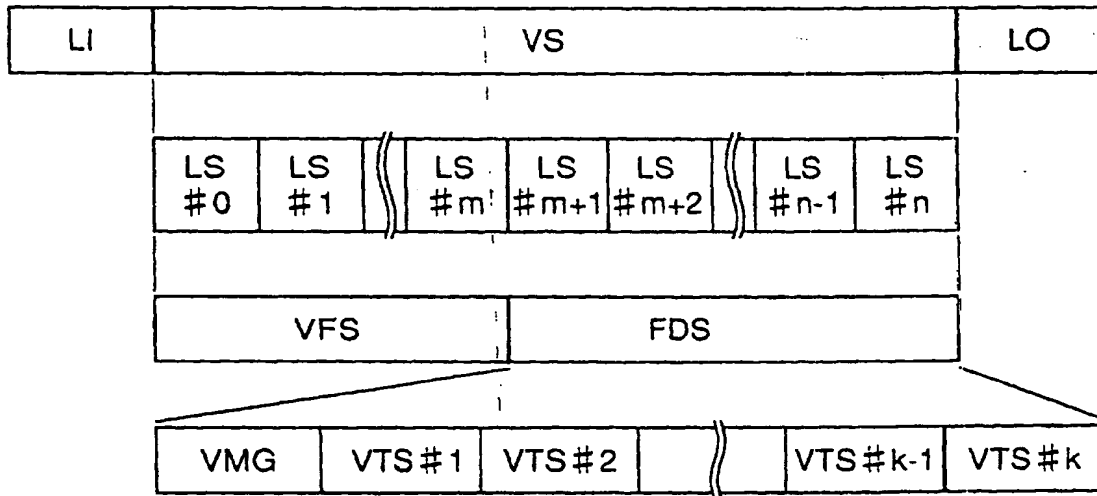 LI VS LO
LS LS LS LS LS LS LS
#0 #1 #m #m+1 #m+2 #n-1 #n
VFS FDS
VMG VTS#1 VTS#2 VTS#k-1 VTS#k